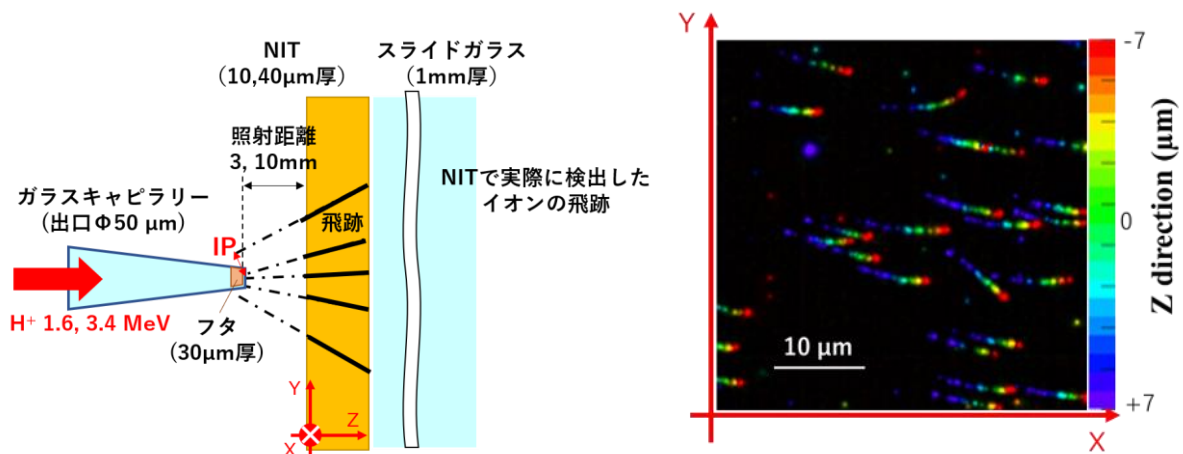 NIT
(10,40μm厚)
スライドガラス
(1mm厚)
照射距離
3, 10mm
ガラスキャピラリー
(出口Φ50 μm)
IP
飛跡
NITで実際に検出した
イオンの飛跡
H⁺ 1.6, 3.4 MeV
フタ
(30μm厚)
Y
Z
X
Y
-7
0
+7
Z direction (μm)
10 μm
X